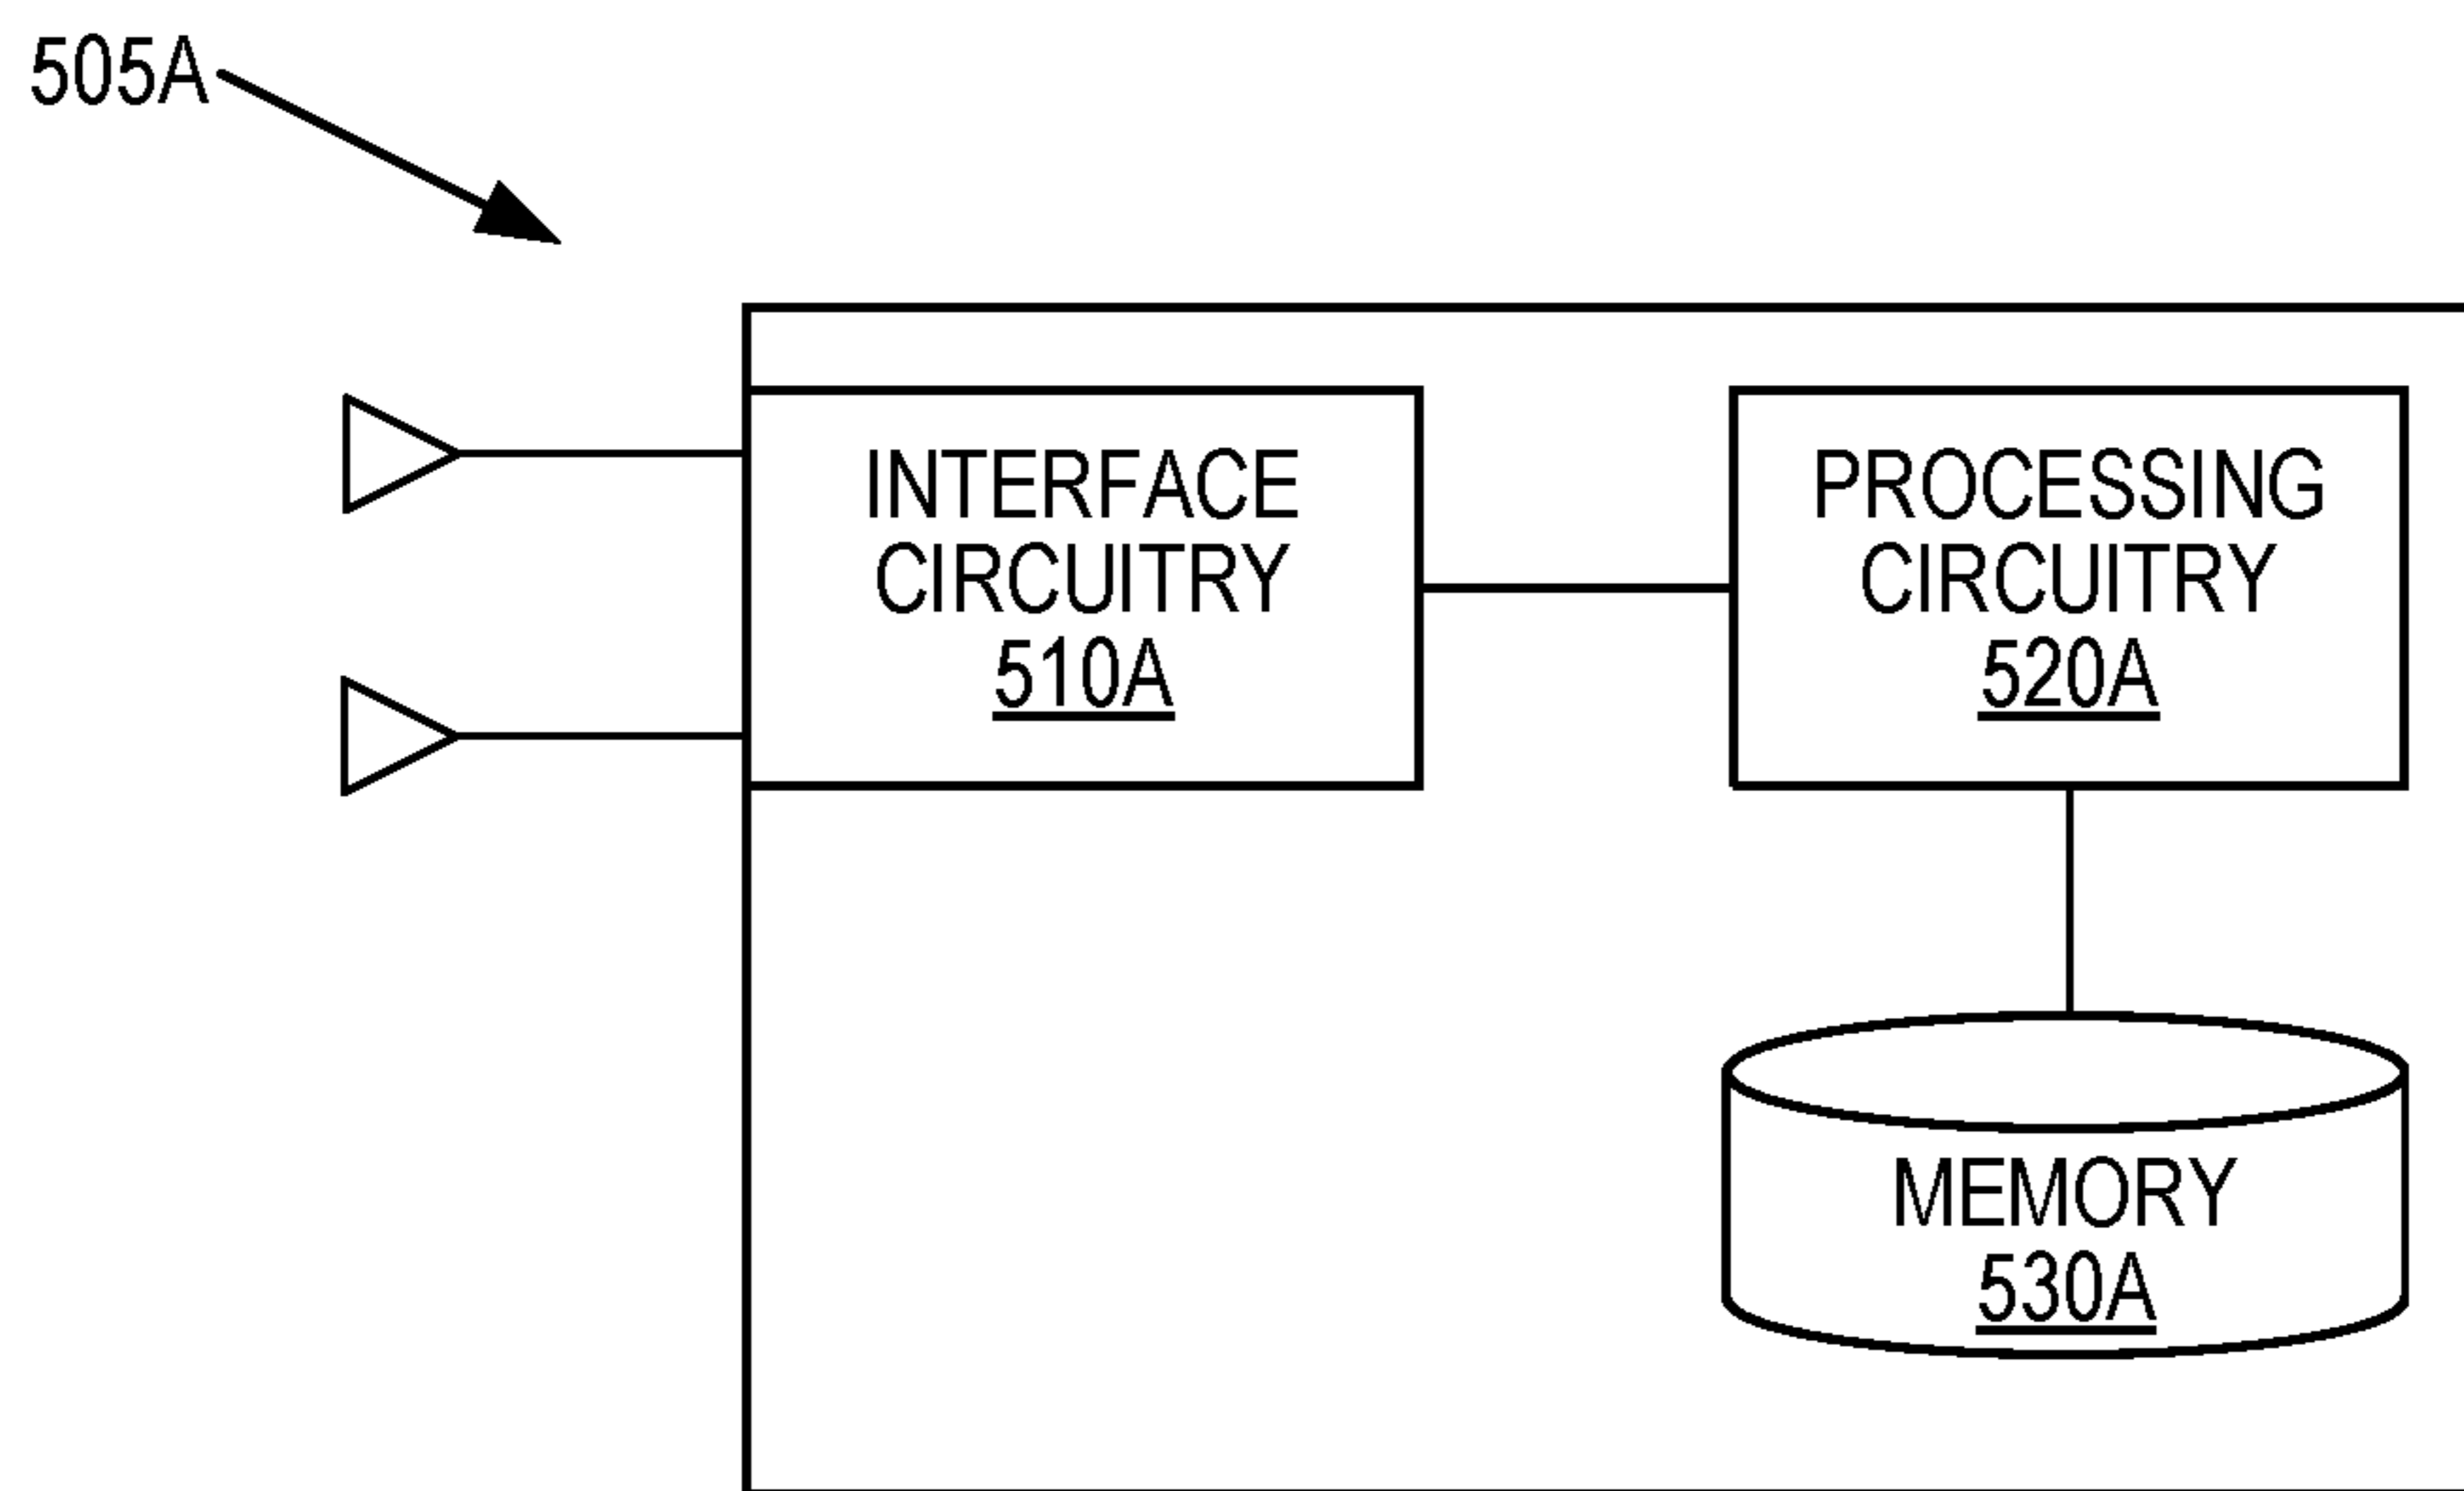 505A
INTERFACE
CIRCUITRY
510A
PROCESSING
CIRCUITRY
520A
MEMORY
530A